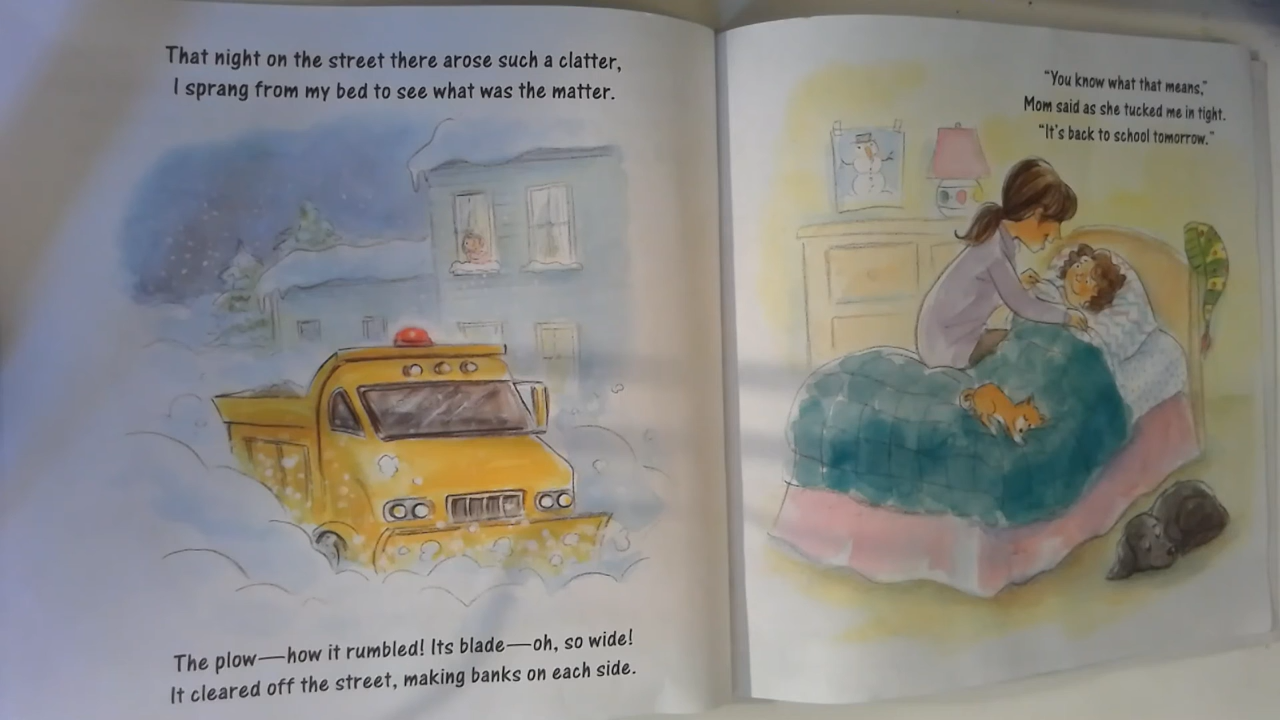 That night on the street there arose such a clatter,
I sprang from my bed to see what was the matter.
The plow—how it rumbled! Its blade—oh, so wide!
It cleared off the street, making banks on each side.
“You know what that means,”
Mom said as she tucked me in tight.
“It's back to school tomorrow.”